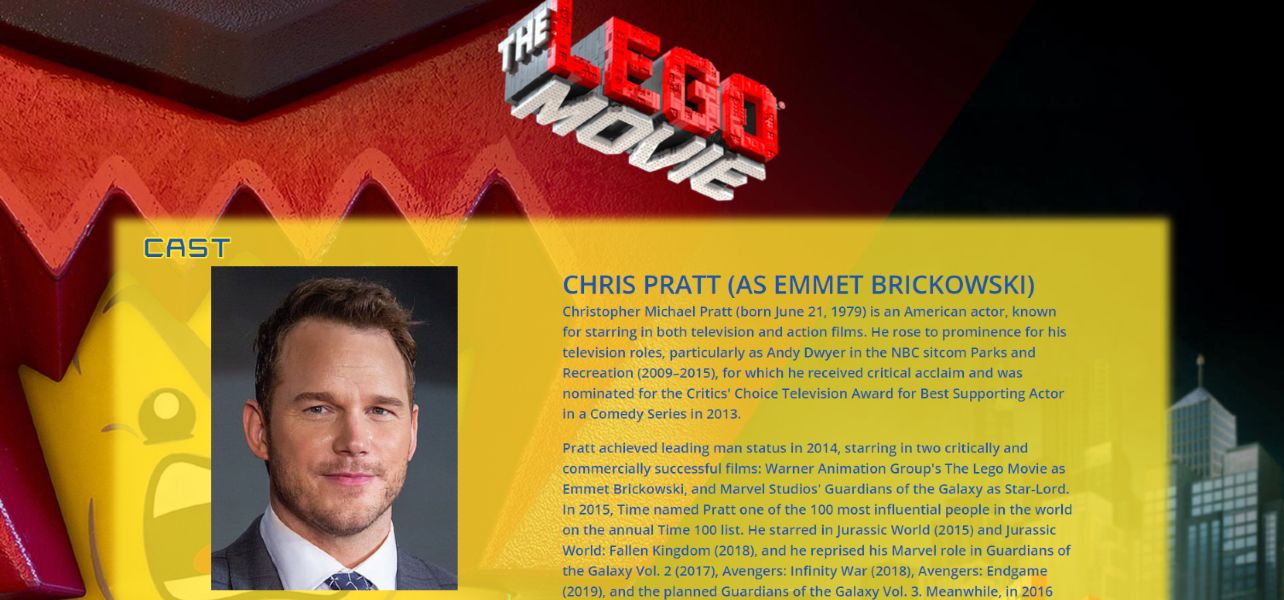 THE
LEGO
MOVIE
CAST
CHRIS PRATT (AS EMMET BRICKOWSKI)
Christopher Michael Pratt (born June 21, 1979) is an American actor, known
for starring in both television and action films. He rose to prominence for his
television roles, particularly as Andy Dwyer in the NBC sitcom Parks and
Recreation (2009–2015), for which he received critical acclaim and was
nominated for the Critics' Choice Television Award for Best Supporting Actor
in a Comedy Series in 2013.
Pratt achieved leading man status in 2014, starring in two critically and
commercially successful films: Warner Animation Group's The Lego Movie as
Emmet Brickowski, and Marvel Studios' Guardians of the Galaxy as Star-Lord.
In 2015, Time named Pratt one of the 100 most influential people in the world
on the annual Time 100 list. He starred in Jurassic World (2015) and Jurassic
World: Fallen Kingdom (2018), and he reprised his Marvel role in Guardians of
the Galaxy Vol. 2 (2017), Avengers: Infinity War (2018), Avengers: Endgame
(2019), and the planned Guardians of the Galaxy Vol. 3. Meanwhile, in 2016